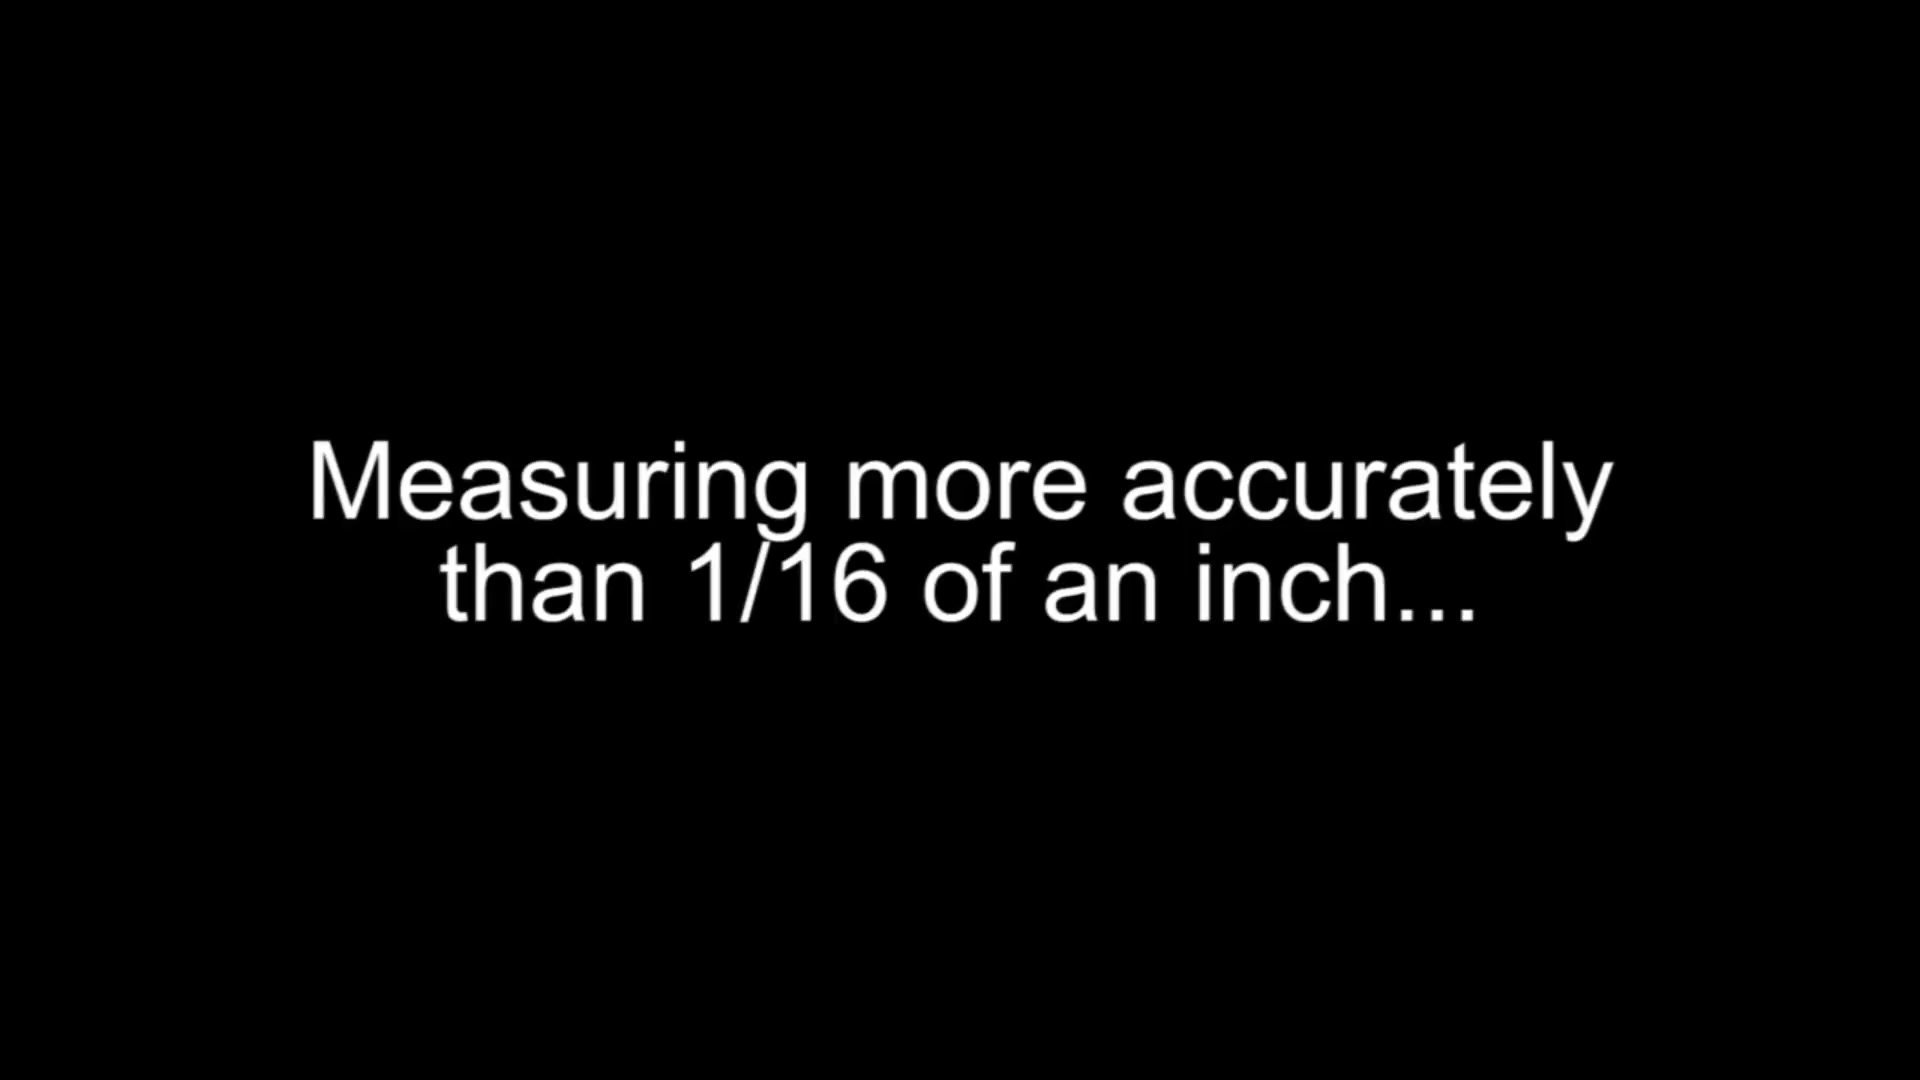 Measuring more accurately
than 1/16 of an inch...